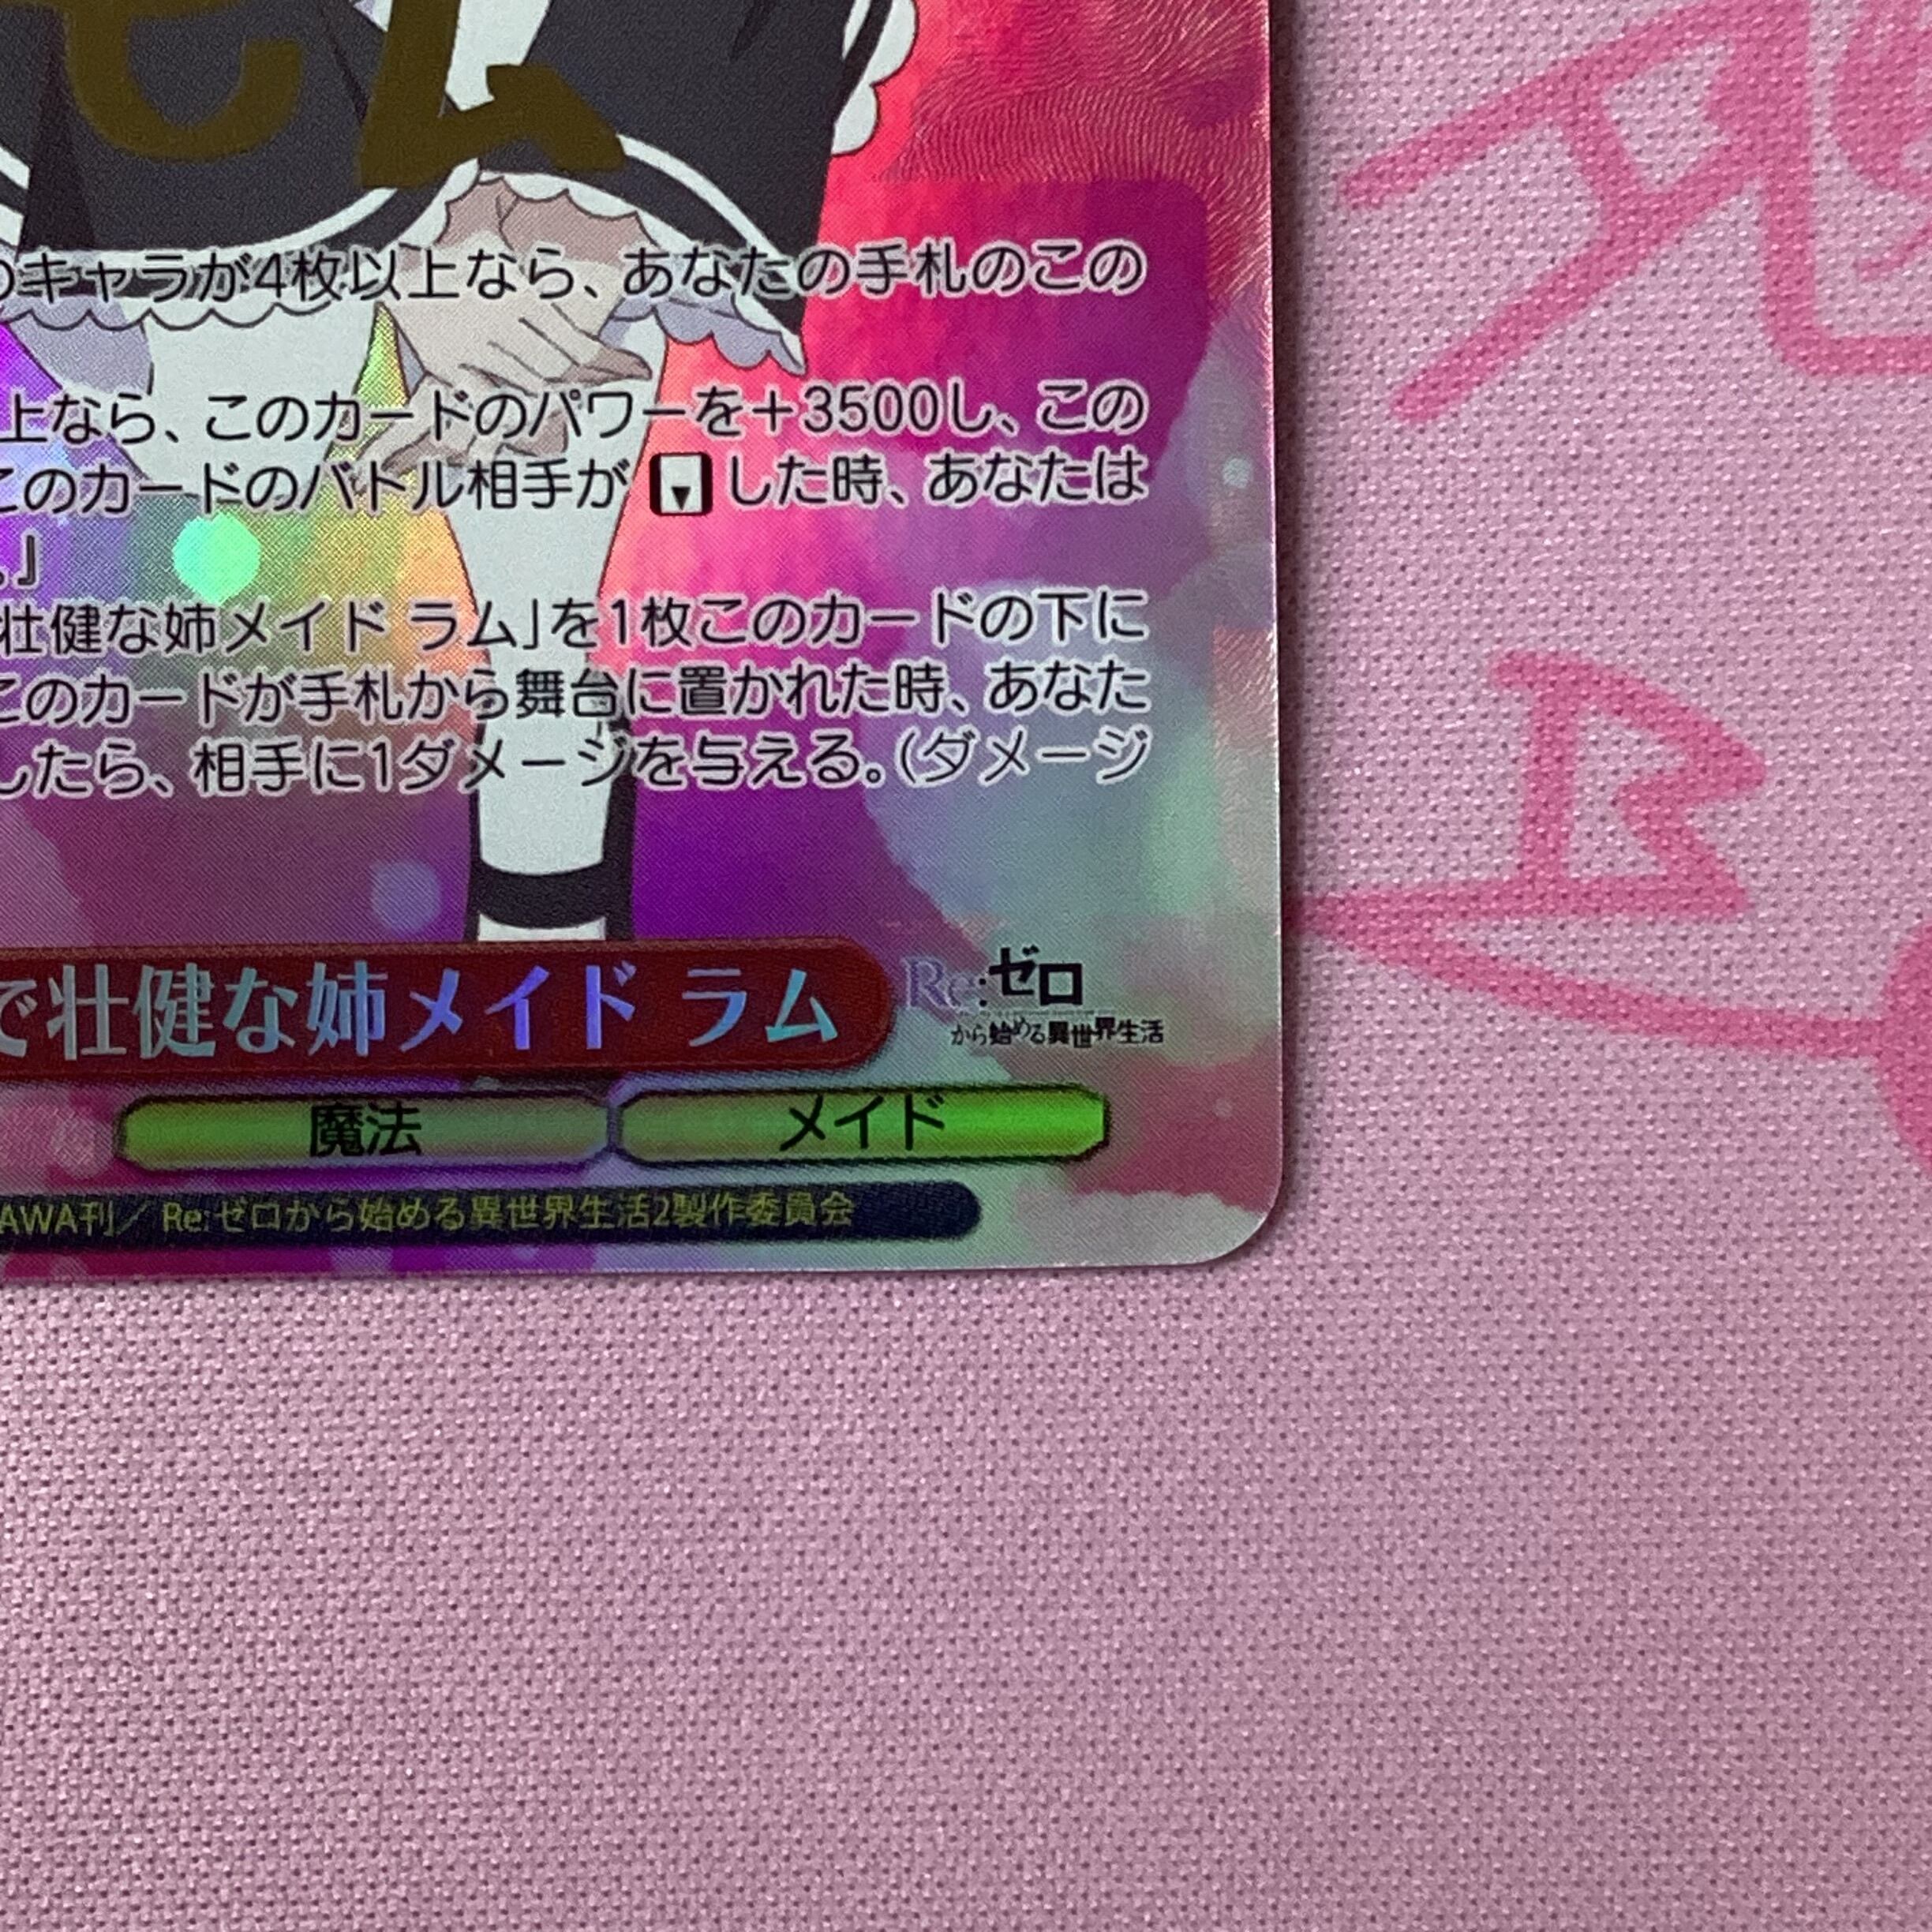 のキャラが4枚以上なら、あなたの手札のこの
上なら、このカードのパワーを＋3500し、この
このカードのバトル相手が した時、あなたは
。』
壮健な姉メイド ラム」を1枚このカードの下に
このカードが手札から舞台に置かれた時、あなた
したら、相手に1ダメージを与える。（ダメージ
で壮健な姉メイド ラム
Re:ゼロ
から始める異世界生活
魔法
メイド
AWA刊／ Re:ゼロから始める異世界生活2製作委員会